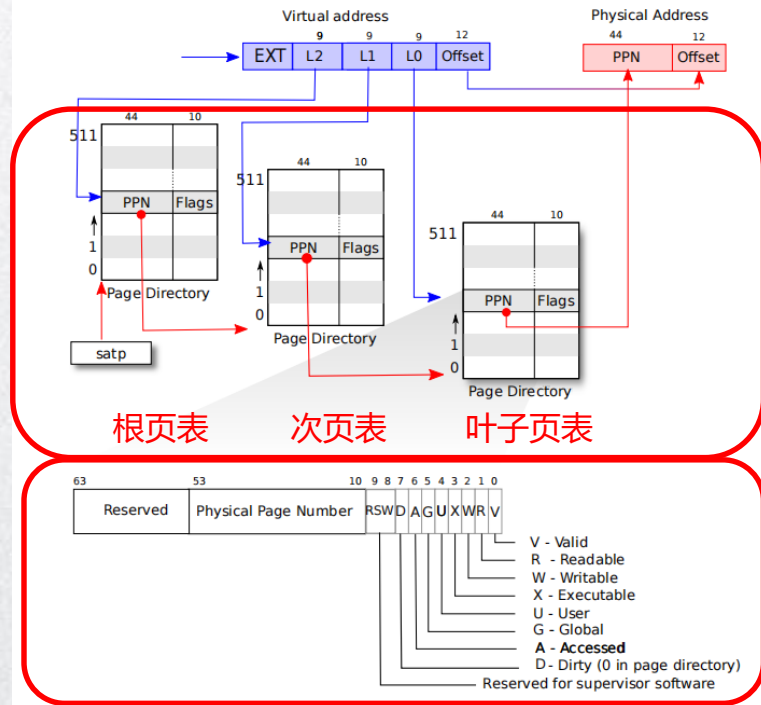 Virtual address
Physical Address
9 9 9 12
44 12
EXT L2 L1 L0 Offset
PPN Offset
44 10
511
PPN Flags
1
0
Page Directory
satp
44 10
511
PPN Flags
1
0
Page Directory
44 10
511
PPN Flags
1
0
Page Directory
根页表 次页表 叶子页表
63 53 10 9 8 7 6 5 4 3 2 1 0
Reserved Physical Page Number RSW D A G U X W R V
V - Valid
R - Readable
W - Writable
X - Executable
U - User
G - Global
A - Accessed
D - Dirty (0 in page directory)
Reserved for supervisor software